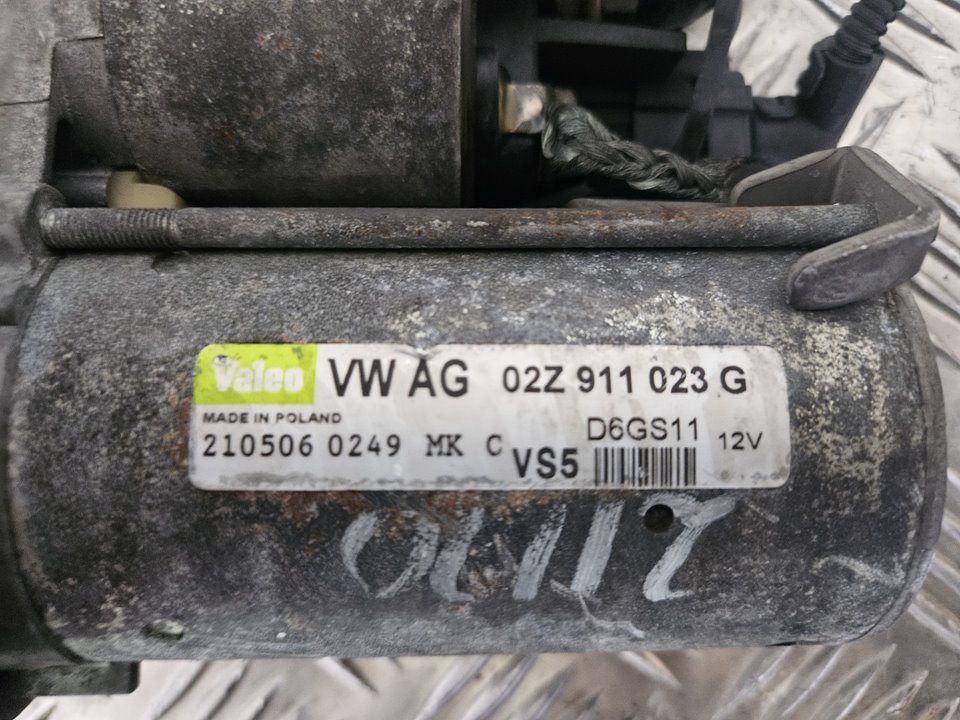 Valeo VW AG 02Z 911 023 G
MADE IN POLAND
210506 0249 MK C VS5 D6GS11 12V